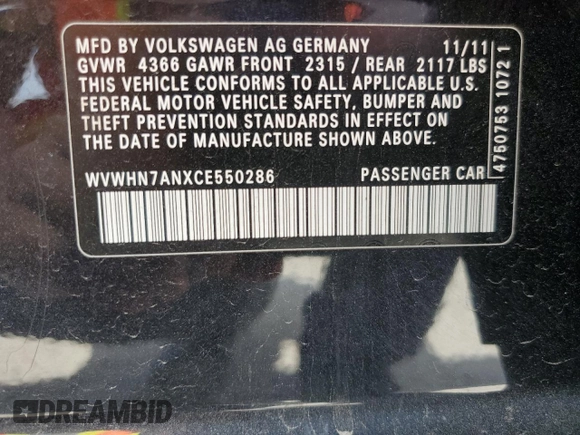 MFD BY VOLKSWAGEN AG GERMANY 11/11
GVWR 4366 GAWR FRONT 2315 / REAR 2117 LBS
THIS VEHICLE CONFORMS TO ALL APPLICABLE U.S.
FEDERAL MOTOR VEHICLE SAFETY, BUMPER AND
THEFT PREVENTION STANDARDS IN EFFECT ON
THE DATE OF MANUFACTURE SHOWN ABOVE.
WVWHN7ANXCE550286 PASSENGER CAR
4750753 1072 1
DREAMBID